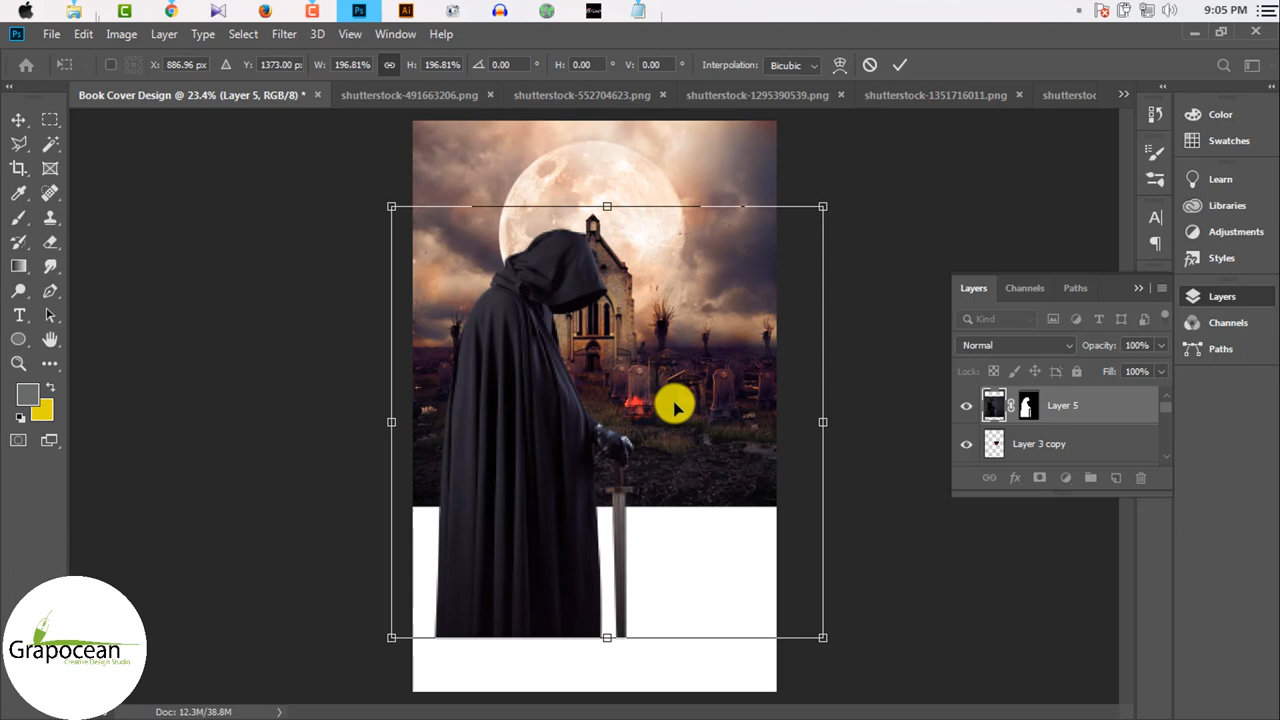 9:05 PM
Ps File Edit Image Layer Type Select Filter 3D View Window Help
X: 886.96 px Y: 1373.00 px W: 196.81% H: 196.81% 0.00 ° H: 0.00 ° V: 0.00 ° Interpolation: Bicubic
Book Cover Design @ 23.4% (Layer 5, RGB/8) * × shutterstock-491663206.png × shutterstock-552704623.png × shutterstock-1295390539.png × shutterstock-1351716011.png × shuttersto
Color
Swatches
Learn
Libraries
Adjustments
Styles
Layers
Channels
Paths
Layers Channels Paths
Kind
Normal Opacity: 100%
Lock: Fill: 100%
Layer 5
Layer 3 copy
fx
Grapocean
Creative Design Studio
Doc: 12.3M/38.8M